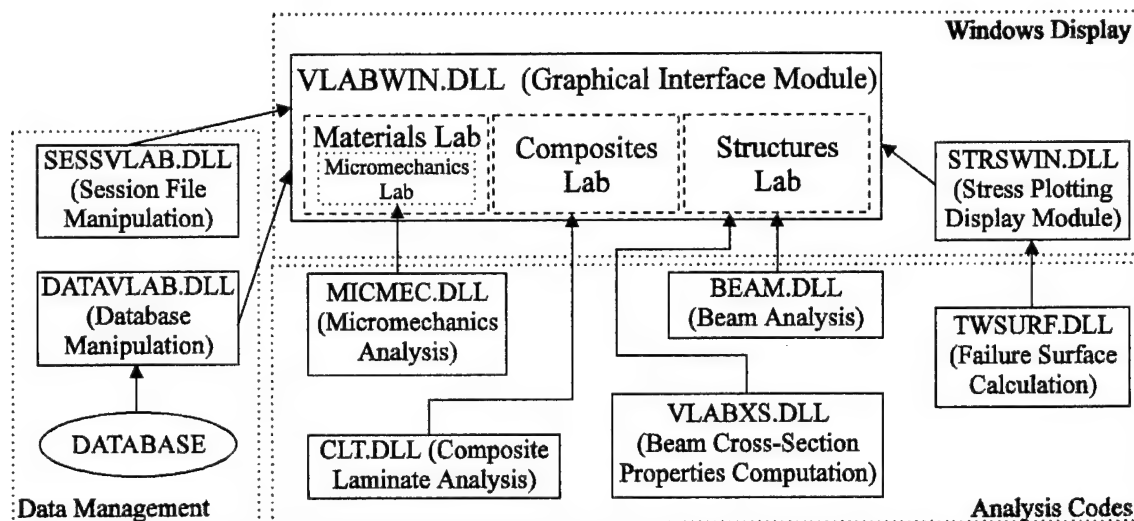 Windows Display
VLABWIN.DLL (Graphical Interface Module)
Materials Lab
Micromechanics
Lab
Composites
Lab
Structures
Lab
SESSVLAB.DLL
(Session File
Manipulation)
STRSWIN.DLL
(Stress Plotting
Display Module)
DATAVLAB.DLL
(Database
Manipulation)
MICMEC.DLL
(Micromechanics
Analysis)
BEAM.DLL
(Beam Analysis)
TWSURF.DLL
(Failure Surface
Calculation)
DATABASE
CLT.DLL (Composite
Laminate Analysis)
VLABXS.DLL
(Beam Cross-Section
Properties Computation)
Data Management
Analysis Codes